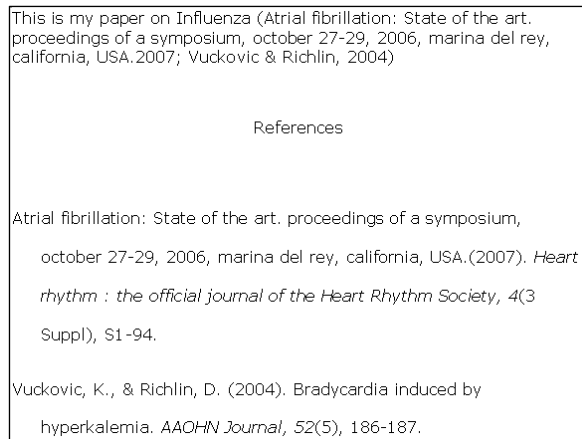 This is my paper on Influenza (Atrial fibrillation: State of the art.
proceedings of a symposium, october 27-29, 2006, marina del rey,
california, USA.2007; Vuckovic & Richlin, 2004)
References
Atrial fibrillation: State of the art. proceedings of a symposium,
october 27-29, 2006, marina del rey, california, USA.(2007). Heart
rhythm : the official journal of the Heart Rhythm Society, 4(3
Suppl), S1-94.
Vuckovic, K., & Richlin, D. (2004). Bradycardia induced by
hyperkalemia. AAOHN Journal, 52(5), 186-187.